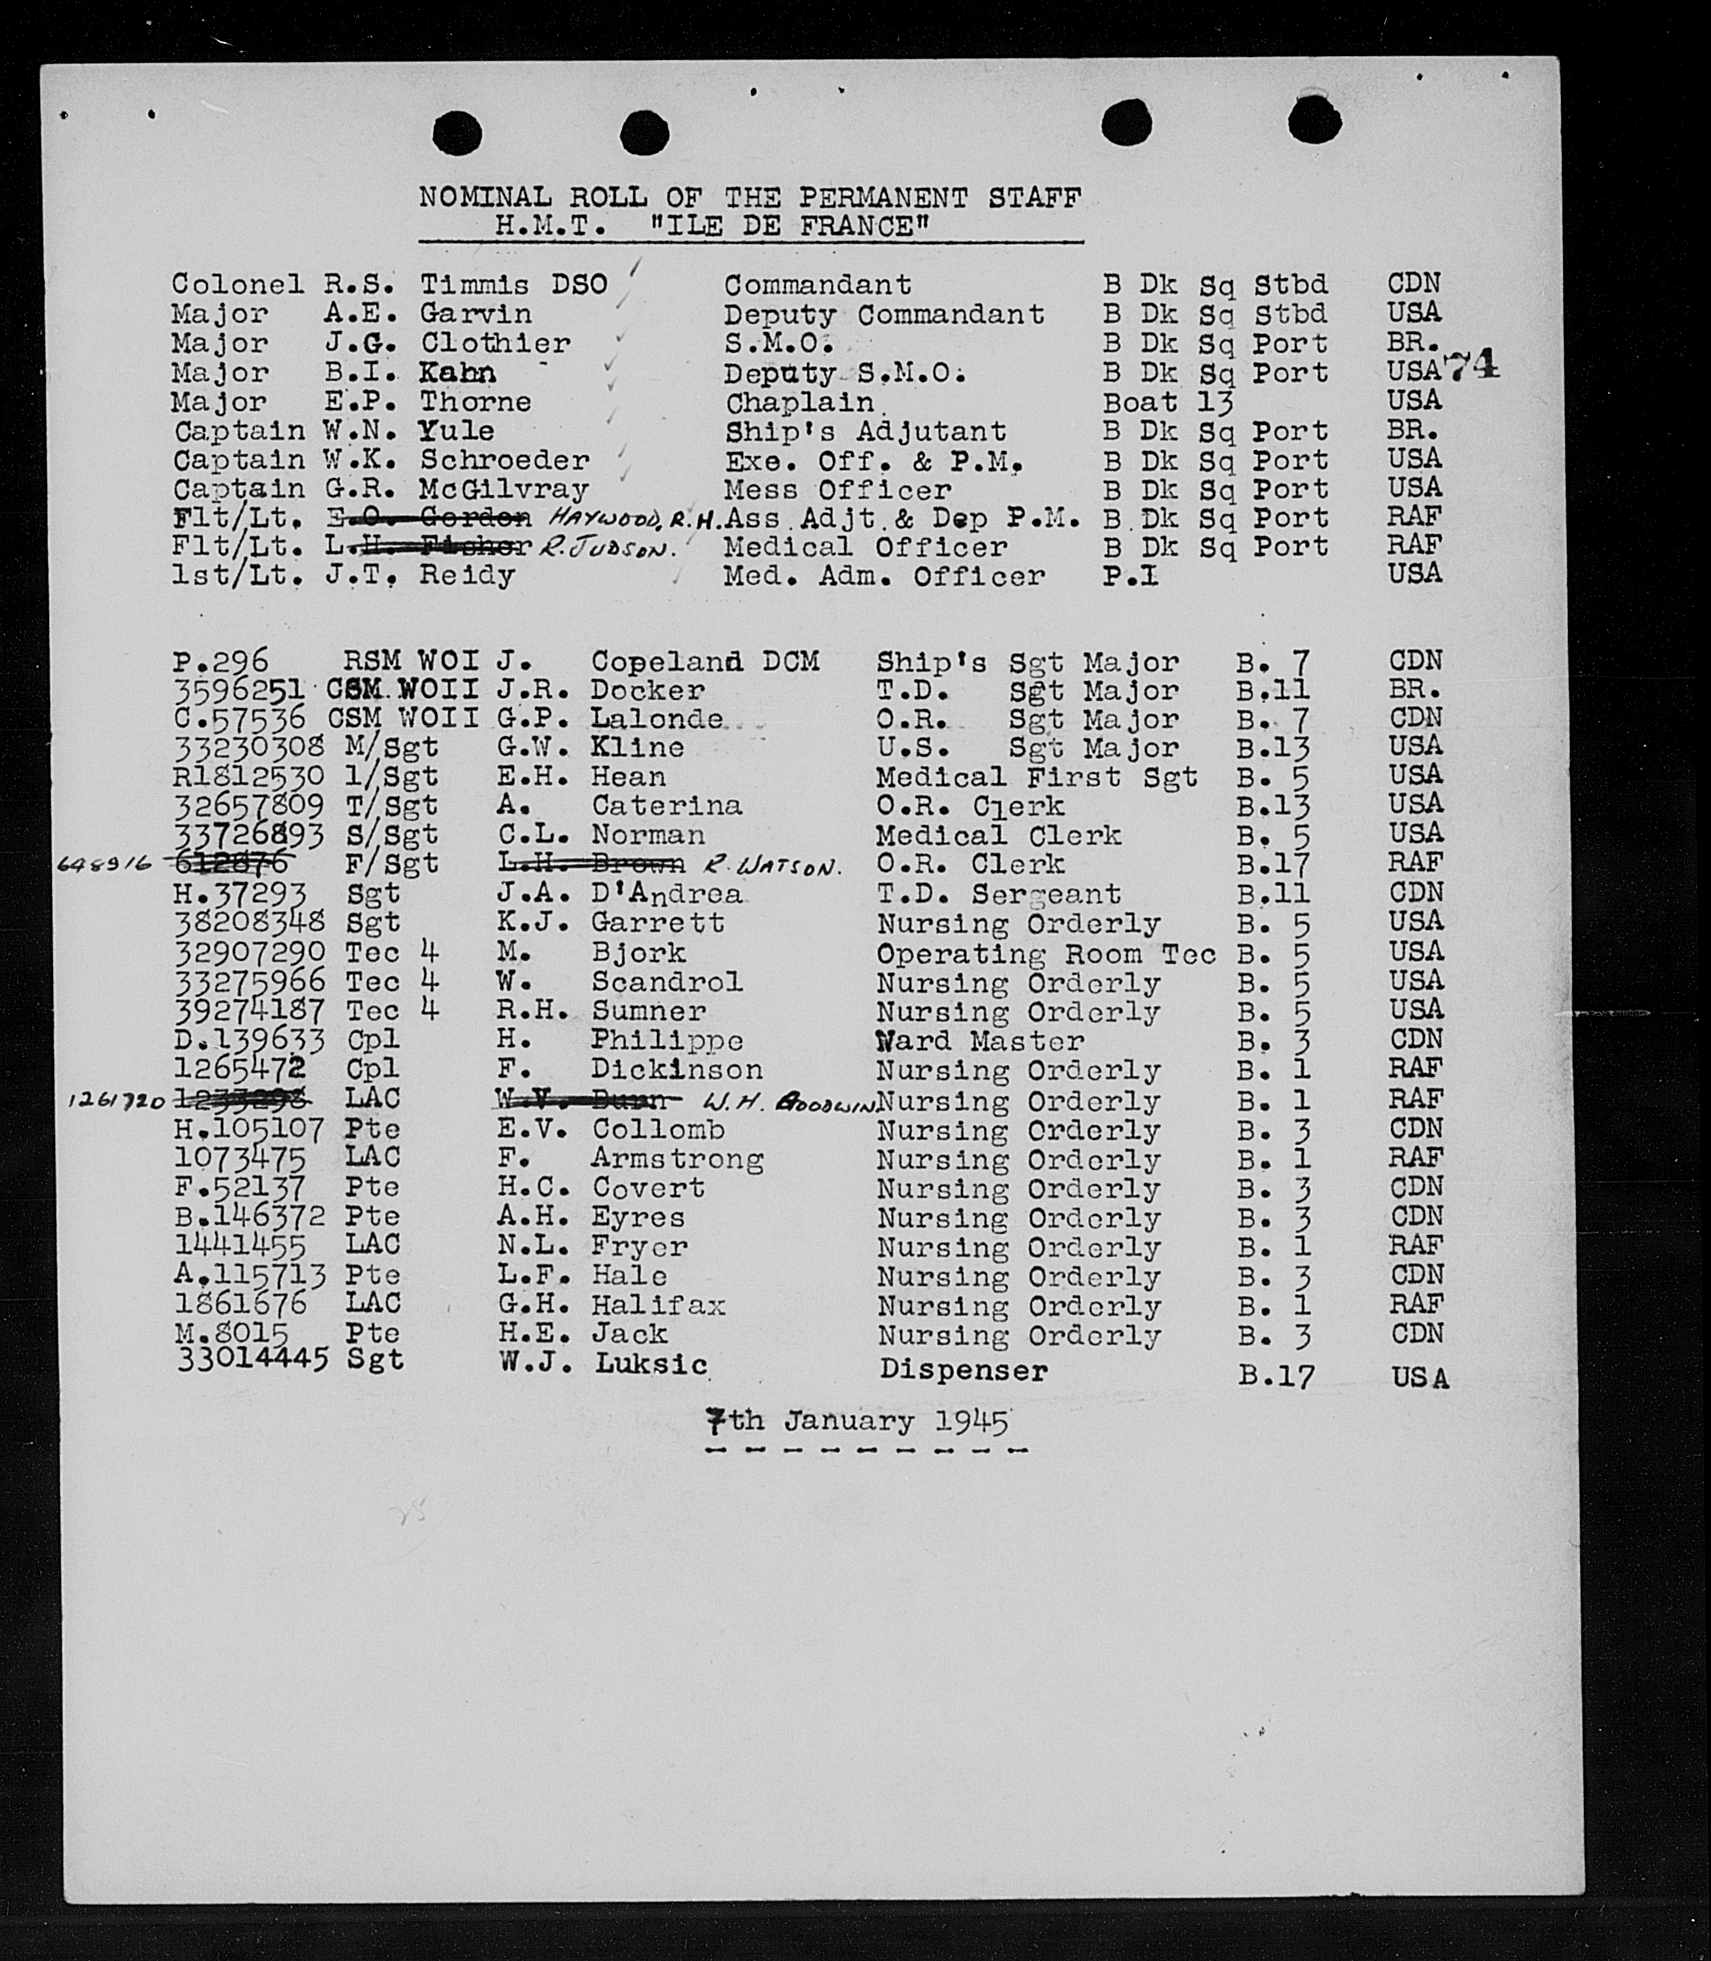 NOMINAL ROLL OF THE PERMANENT STAFF
H.M.T. "ILE DE FRANCE"
Colonel R.S. Timmis DSO Commandant B Dk Sq Stbd CDN
Major A.E. Garvin Deputy Commandant B Dk Sq Stbd USA
Major J.G. Clothier S.M.O. B Dk Sq Port BR.
Major B.I. Kahn Deputy S.M.O. B Dk Sq Port USA 74
Major E.P. Thorne Chaplain Boat 13 USA
Captain W.N. Yule Ship's Adjutant B Dk Sq Port BR.
Captain W.K. Schroeder Exe. Off. & P.M. B Dk Sq Port USA
Captain G.R. McGilvray Mess Officer B Dk Sq Port USA
Flt/Lt. E.O. Gordon HAYWOOD, R.H. Ass Adjt & Dep P.M. B Dk Sq Port RAF
Flt/Lt. L.H. Fisher R. JUDSON. Medical Officer B Dk Sq Port RAF
1st/Lt. J.T. Reidy Med. Adm. Officer P.I USA
P.296 RSM WOI J. Copeland DCM Ship's Sgt Major B. 7 CDN
3596251 CSM WOII J.R. Docker T.D. Sgt Major B.11 BR.
C.57536 CSM WOII G.P. Lalonde O.R. Sgt Major B. 7 CDN
33230308 M/Sgt G.W. Kline U.S. Sgt Major B.13 USA
R1812530 1/Sgt E.H. Hean Medical First Sgt B. 5 USA
32657809 T/Sgt A. Caterina O.R. Clerk B.13 USA
33726893 S/Sgt C.L. Norman Medical Clerk B. 5 USA
648916 612876 F/Sgt L.H. Brown R. WATSON. O.R. Clerk B.17 RAF
H.37293 Sgt J.A. D'Andrea T.D. Sergeant B.11 CDN
38208348 Sgt K.J. Garrett Nursing Orderly B. 5 USA
32907290 Tec 4 M. Bjork Operating Room Tec B. 5 USA
33275966 Tec 4 W. Scandrol Nursing Orderly B. 5 USA
39274187 Tec 4 R.H. Sumner Nursing Orderly B. 5 USA
D.139633 Cpl H. Philippe Ward Master B. 3 CDN
1265472 Cpl F. Dickinson Nursing Orderly B. 1 RAF
1261720 1233298 LAC W.V. Dunn W.H. GOODWIN Nursing Orderly B. 1 RAF
H.105107 Pte E.V. Collomb Nursing Orderly B. 3 CDN
1073475 LAC F. Armstrong Nursing Orderly B. 1 RAF
F.52137 Pte H.C. Covert Nursing Orderly B. 3 CDN
B.146372 Pte A.H. Eyres Nursing Orderly B. 3 CDN
1441455 LAC N.L. Fryer Nursing Orderly B. 1 RAF
A.115713 Pte L.F. Hale Nursing Orderly B. 3 CDN
1861676 LAC G.H. Halifax Nursing Orderly B. 1 RAF
M.8015 Pte H.E. Jack Nursing Orderly B. 3 CDN
33014445 Sgt W.J. Luksic Dispenser B.17 USA
7th January 1945